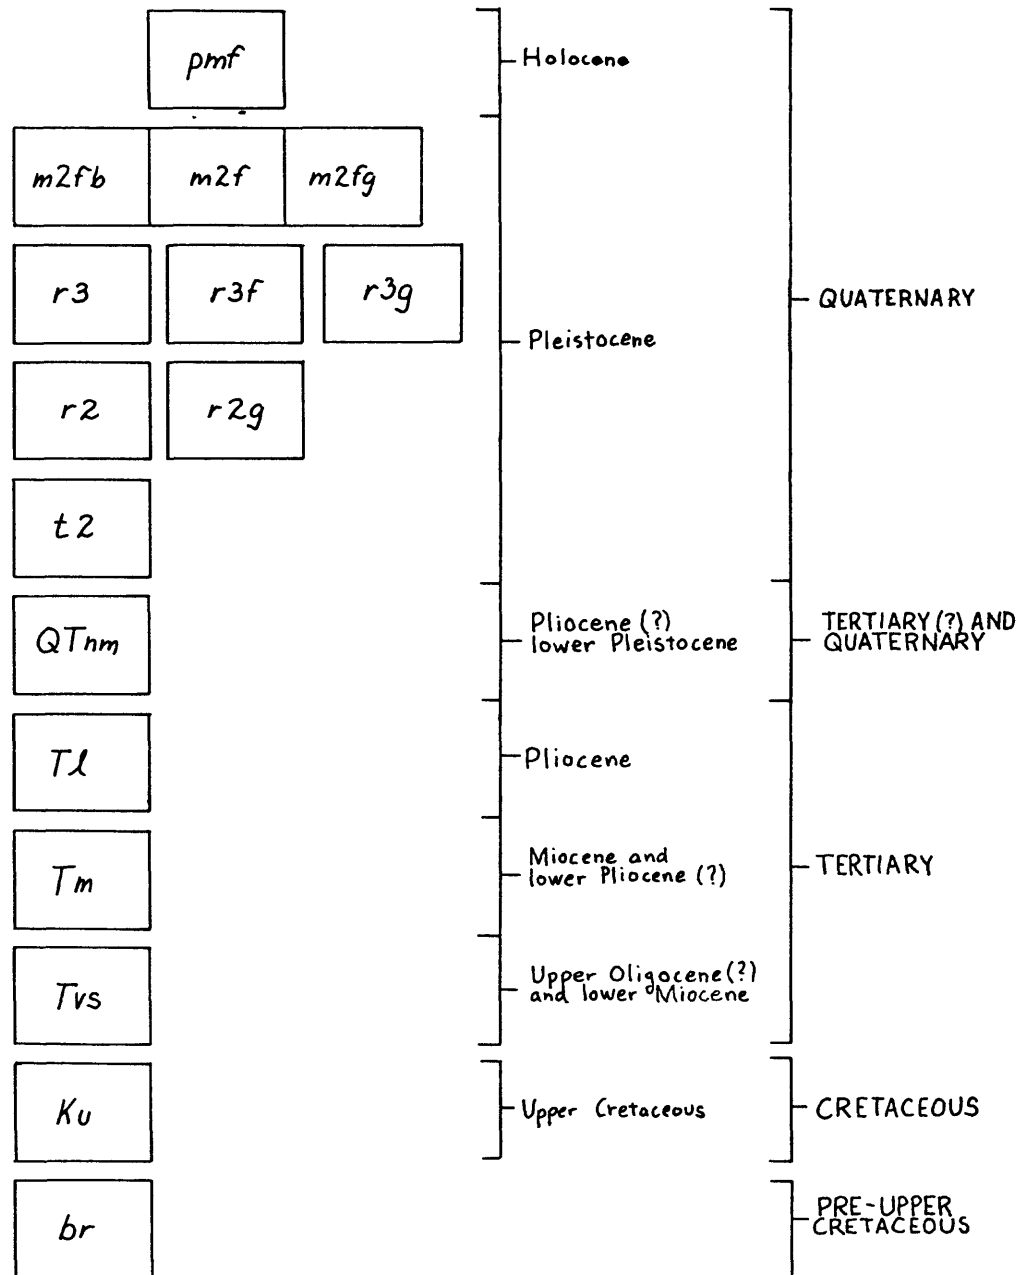 pmf
Holocene
m2fb m2f m2fg
r3 r3f r3g
QUATERNARY
Pleistocene
r2 r2g
t2
QTnm
Pliocene (?)
lower Pleistocene
TERTIARY (?) AND
QUATERNARY
Tl
Pliocene
Tm
Miocene and
lower Pliocene (?)
TERTIARY
Tvs
Upper Oligocene (?)
and lower Miocene
Ku
Upper Cretaceous
CRETACEOUS
br
PRE-UPPER
CRETACEOUS